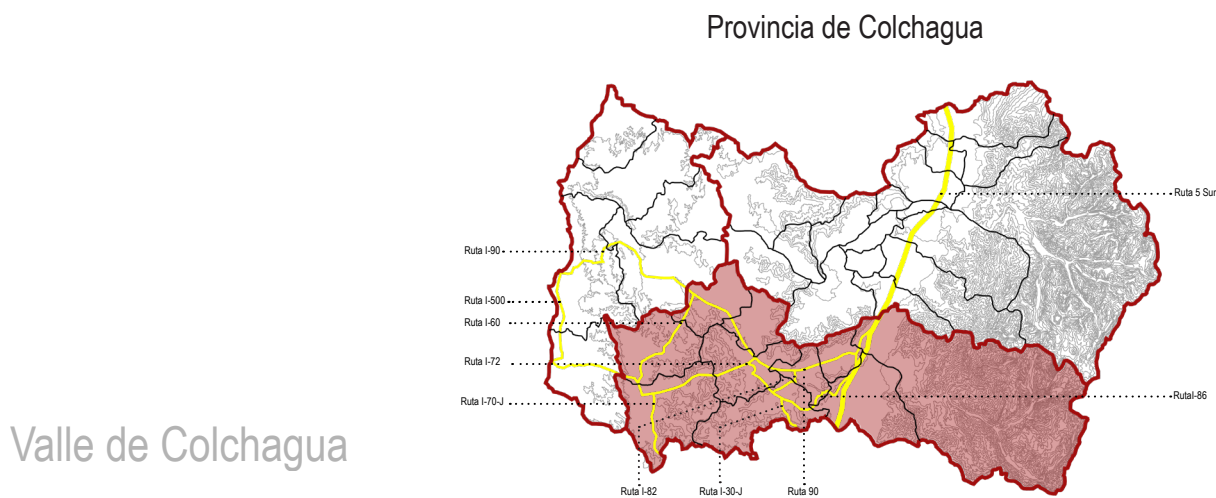 Provincia de Colchagua
Ruta 5 Sur
Ruta I-90
Ruta I-500
Ruta I-60
Ruta I-72
Ruta I-70-J
RutaI-86
Valle de Colchagua
Ruta I-82
Ruta I-30-J
Ruta 90